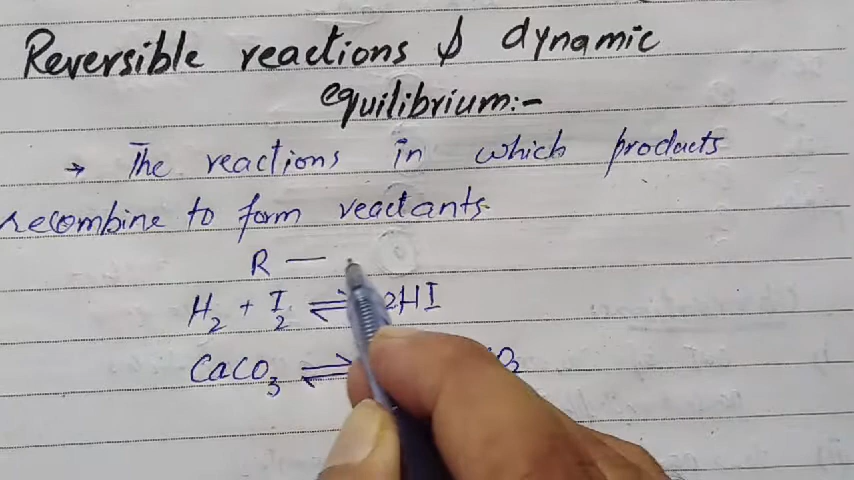 Reversible reactions & dynamic
equilibrium:-
→ The reactions in which products
recombine to form reactants.
R —
H₂ + I₂ ⇌ 2HI
CaCO₃ ⇌